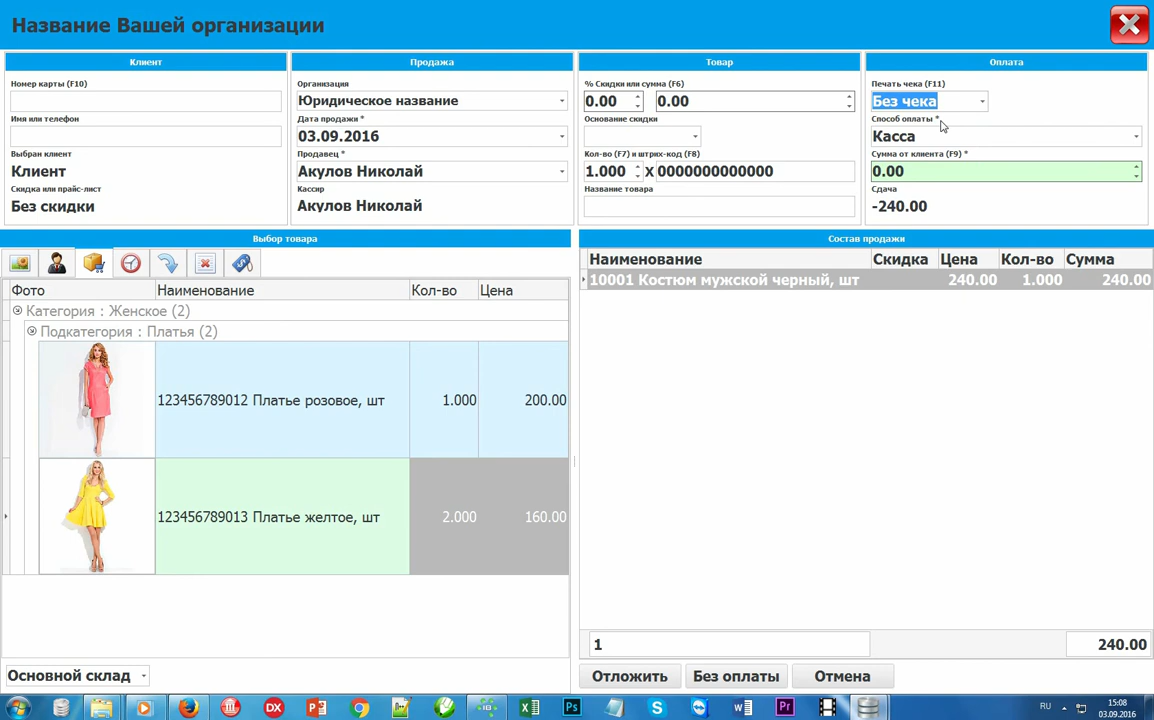 Название Вашей организации
Клиент
Продажа
Товар
Оплата
Номер карты (F10)
Имя или телефон
Выбран клиент
Клиент
Скидка или прайс-лист
Без скидки
Организация
Юридическое название
Дата продажи *
03.09.2016
Продавец *
Акулов Николай
Кассир
Акулов Николай
% Скидки или сумма (F6)
0.00 0.00
Основание скидки
Кол-во (F7) и штрих-код (F8)
1.000 X 0000000000000
Название товара
Печать чека (F11)
Без чека
Способ оплаты *
Касса
Сумма от клиента (F9) *
0.00
Сдача
-240.00
Выбор товара
Фото Наименование Кол-во Цена
Категория : Женское (2)
Подкатегория : Платья (2)
123456789012 Платье розовое, шт 1.000 200.00
123456789013 Платье желтое, шт 2.000 160.00
Основной склад
Состав продажи
Наименование Скидка Цена Кол-во Сумма
10001 Костюм мужской черный, шт 240.00 1.000 240.00
1 240.00
Отложить Без оплаты Отмена
RU 15:08
03.09.2016